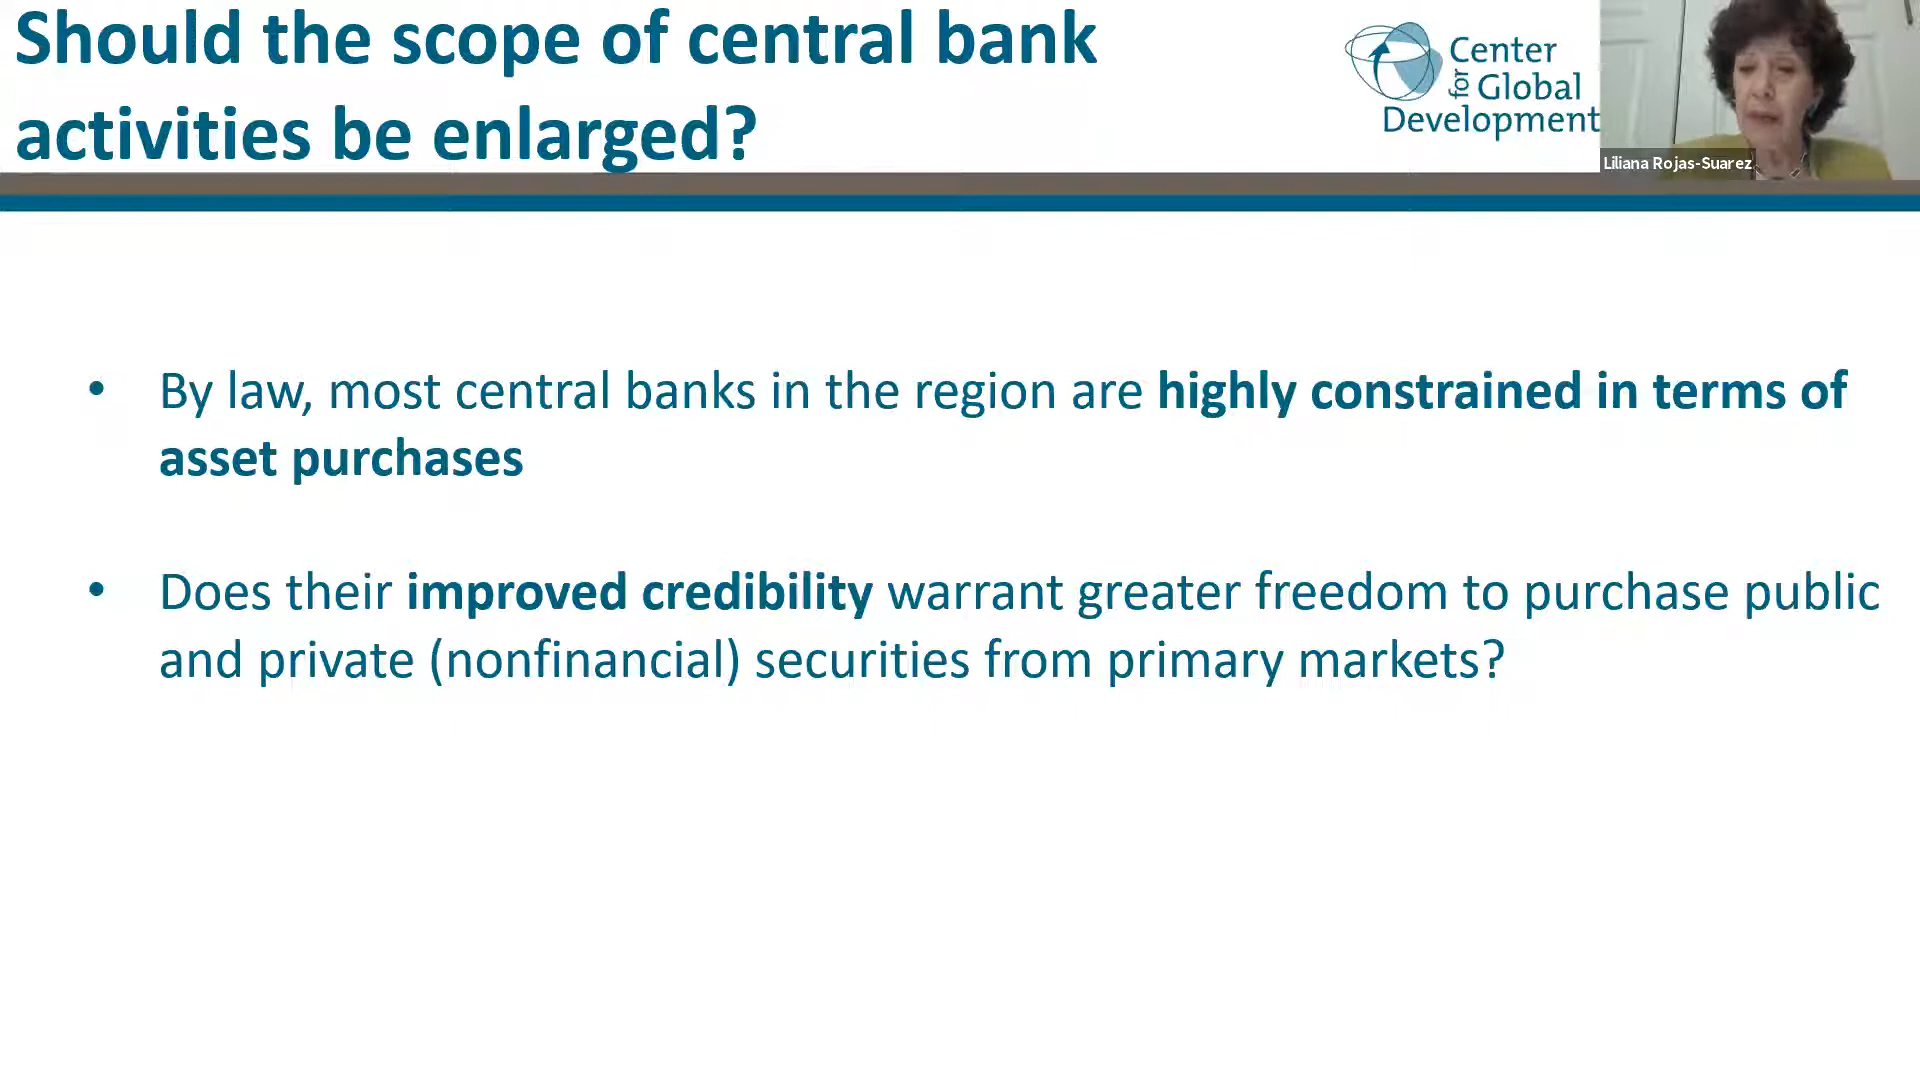 Should the scope of central bank
activities be enlarged?
Center
for Global
Development
Liliana Rojas-Suarez
• By law, most central banks in the region are highly constrained in terms of
asset purchases
• Does their improved credibility warrant greater freedom to purchase public
and private (nonfinancial) securities from primary markets?